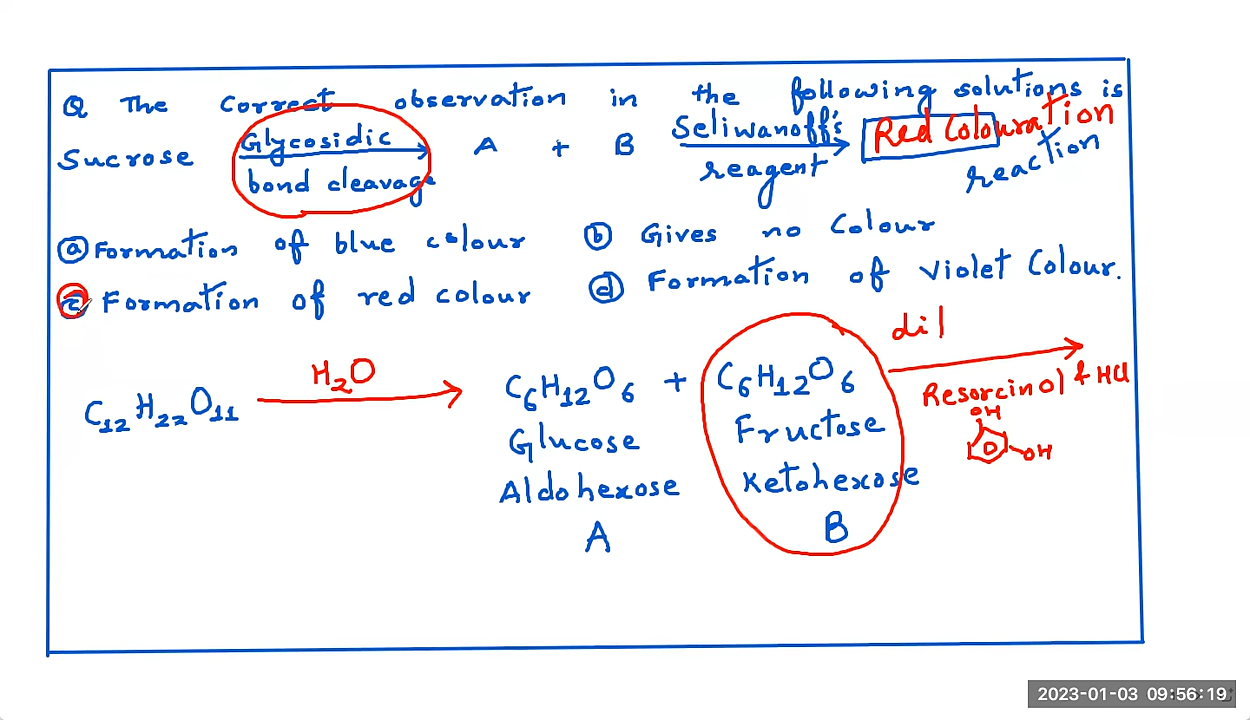 Q The Correct observation in the following solutions is
Sucrose Glycosidic bond cleavage A + B Seliwanoff's reagent Red Colouration reaction
ⓐ Formation of blue colour ⓑ Gives no Colour
ⓒ Formation of red colour ⓓ Formation of violet Colour.
C12H22O11 H2O C6H12O6 + C6H12O6 dil
Resorcinol & HCl
Glucose Fructose OH
OH
Aldohexose Ketohexose
A B
2023-01-03 09:56:19